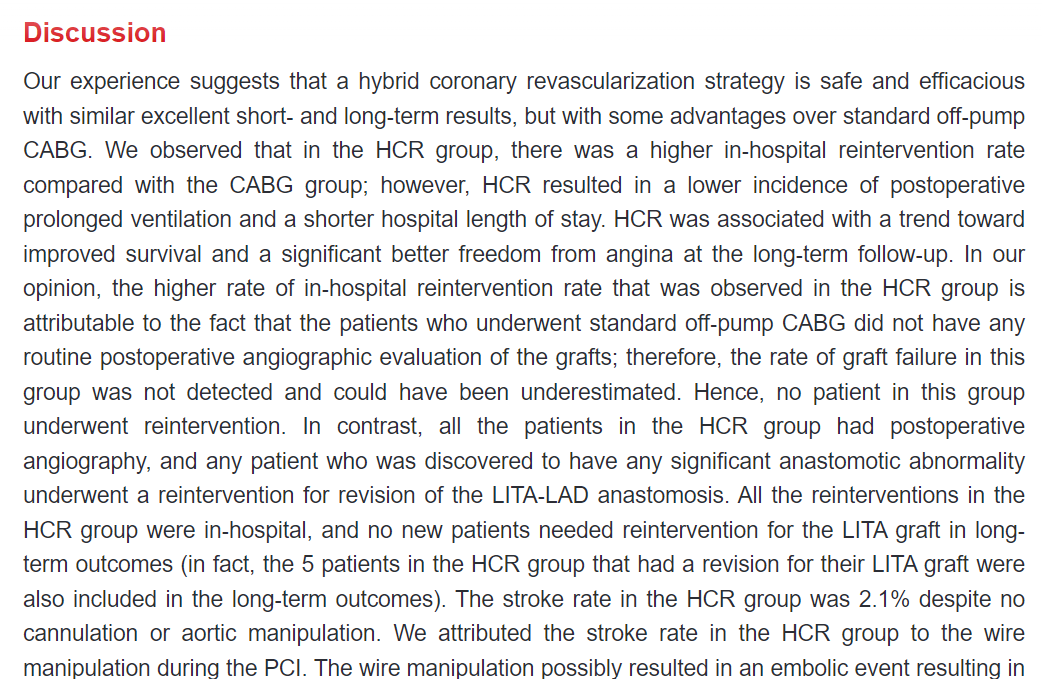 Discussion
Our experience suggests that a hybrid coronary revascularization strategy is safe and efficacious
with similar excellent short- and long-term results, but with some advantages over standard off-pump
CABG. We observed that in the HCR group, there was a higher in-hospital reintervention rate
compared with the CABG group; however, HCR resulted in a lower incidence of postoperative
prolonged ventilation and a shorter hospital length of stay. HCR was associated with a trend toward
improved survival and a significant better freedom from angina at the long-term follow-up. In our
opinion, the higher rate of in-hospital reintervention rate that was observed in the HCR group is
attributable to the fact that the patients who underwent standard off-pump CABG did not have any
routine postoperative angiographic evaluation of the grafts; therefore, the rate of graft failure in this
group was not detected and could have been underestimated. Hence, no patient in this group
underwent reintervention. In contrast, all the patients in the HCR group had postoperative
angiography, and any patient who was discovered to have any significant anastomotic abnormality
underwent a reintervention for revision of the LITA-LAD anastomosis. All the reinterventions in the
HCR group were in-hospital, and no new patients needed reintervention for the LITA graft in long-
term outcomes (in fact, the 5 patients in the HCR group that had a revision for their LITA graft were
also included in the long-term outcomes). The stroke rate in the HCR group was 2.1% despite no
cannulation or aortic manipulation. We attributed the stroke rate in the HCR group to the wire
manipulation during the PCI. The wire manipulation possibly resulted in an embolic event resulting in